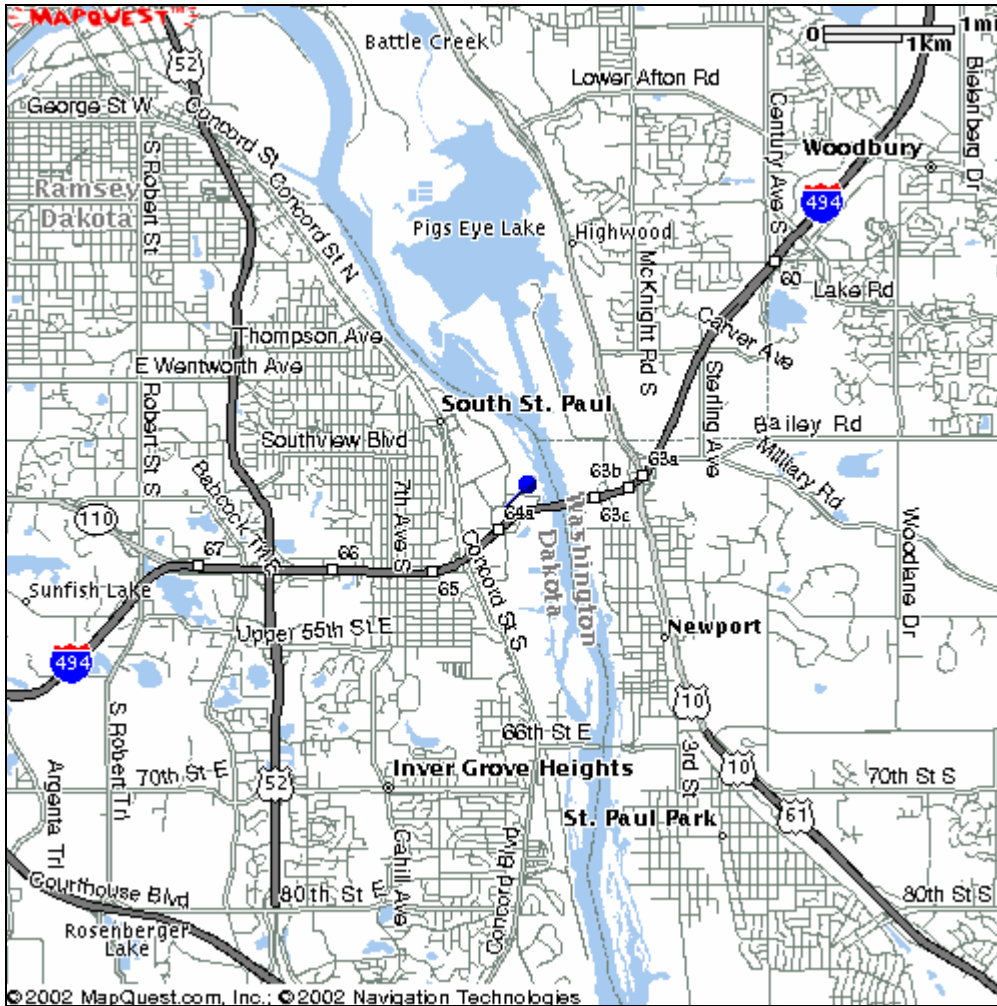 MAPQUEST
Battle Creek
0
1mi
1km
52
Lower Afton Rd
Bielenberg Dr
George St W
Concord St
Century Ave S
S Robert St
Woodbury
Ramsey
Dakota
Concord St N
494
Pigs Eye Lake
Highwood
McKnight Rd S
60
Lake Rd
Thompson Ave
Carver Ave
E Wentworth Ave
Sterling Ave
Robert St S
South St. Paul
Bailey Rd
Southview Blvd
63a
63b
Military Rd
Babcock Trl E
7th Ave S
64a
63c
Washington
Dakota
110
Woodlane Dr
67
66
65
Concord St S
Sunfish Lake
Upper 55th St E
Newport
494
S Robert Trl
10
66th St E
3rd St
10
Argenta Trl
70th St E
52
Inver Grove Heights
70th St S
61
St. Paul Park
Cahill Ave
Concord Blvd
Courthouse Blvd
80th St E
80th St S
Rosenberger
Lake
©2002 MapQuest.com, Inc.; ©2002 Navigation Technologies